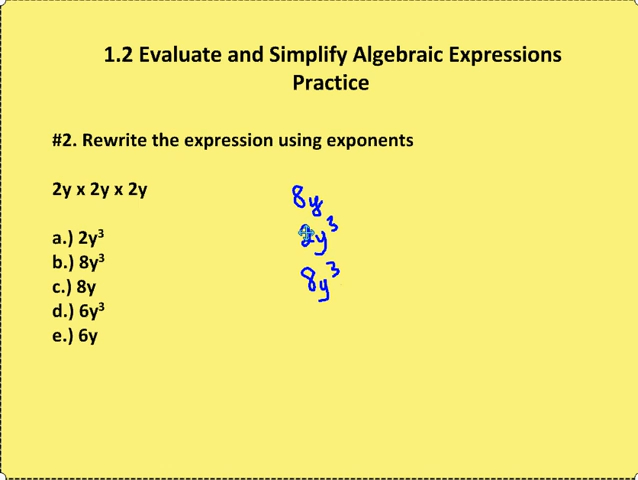 1.2 Evaluate and Simplify Algebraic Expressions
Practice
#2. Rewrite the expression using exponents
2y x 2y x 2y
8y
a.) 2y³
2y³
b.) 8y³
8y³
c.) 8y
d.) 6y³
e.) 6y